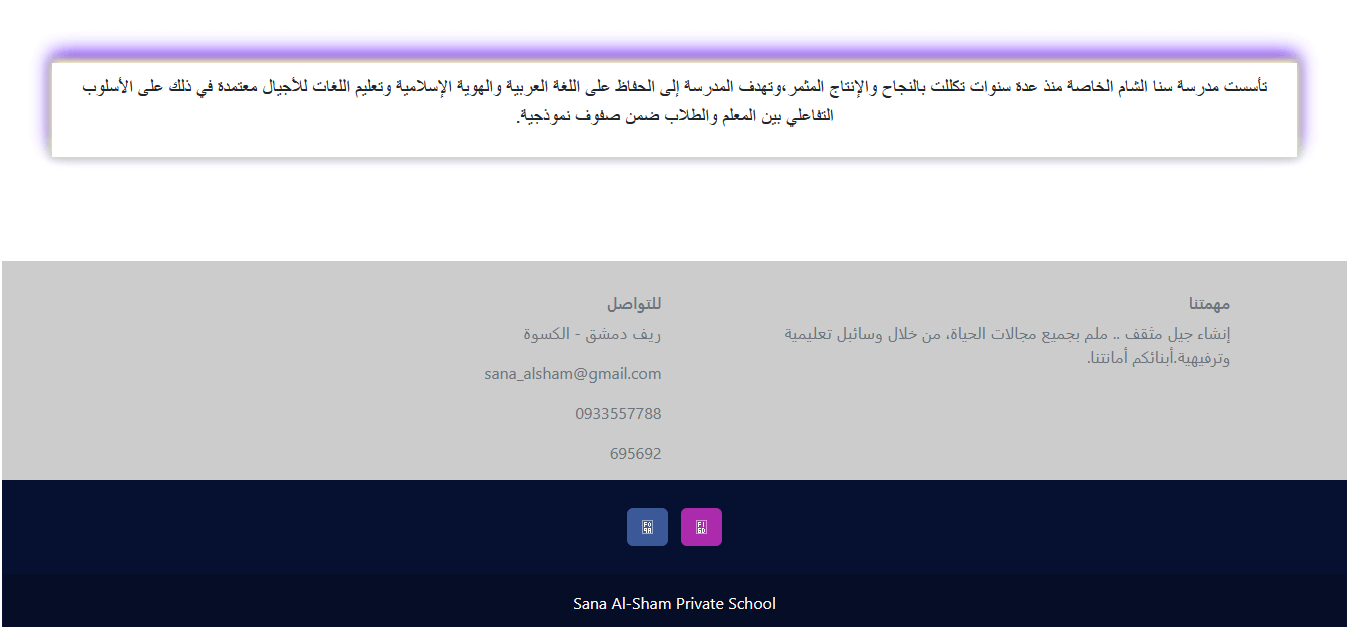 تأسست مدرسة سنا الشام الخاصة منذ عدة سنوات تكللت بالنجاح والإنتاج المثمر،وتهدف المدرسة إلى الحفاظ على اللغة العربية والهوية الإسلامية وتعليم اللغات للأجيال معتمدة في ذلك على الأسلوب
التفاعلي بين المعلم والطلاب ضمن صفوف نموذجية.
مهمتنا
إنشاء جيل مثقف .. ملم بجميع مجالات الحياة، من خلال وسائيل تعليمية
وترفيهية.أبنائكم أمانتنا.
للتواصل
ريف دمشق - الكسوة
sana_alsham@gmail.com
0933557788
695692
Sana Al-Sham Private School